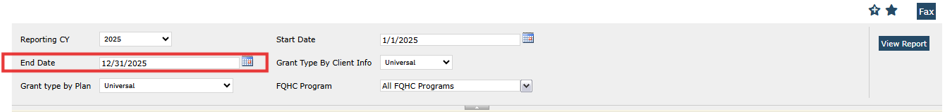 Fax
Reporting CY 2025 Start Date 1/1/2025
View Report
End Date 12/31/2025 Grant Type By Client Info Universal
Grant type by Plan Universal FQHC Program All FQHC Programs